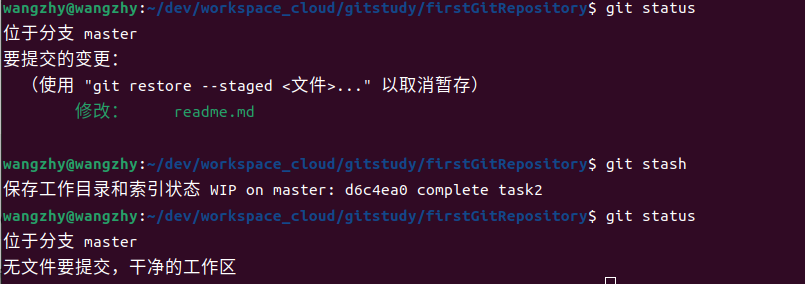 wangzhy@wangzhy:~/dev/workspace_cloud/gitstudy/firstGitRepository$ git status
位于分支 master
要提交的变更：
  （使用 "git restore --staged <文件>..." 以取消暂存）
        修改：     readme.md
wangzhy@wangzhy:~/dev/workspace_cloud/gitstudy/firstGitRepository$ git stash
保存工作目录和索引状态 WIP on master: d6c4ea0 complete task2
wangzhy@wangzhy:~/dev/workspace_cloud/gitstudy/firstGitRepository$ git status
位于分支 master
无文件要提交，干净的工作区